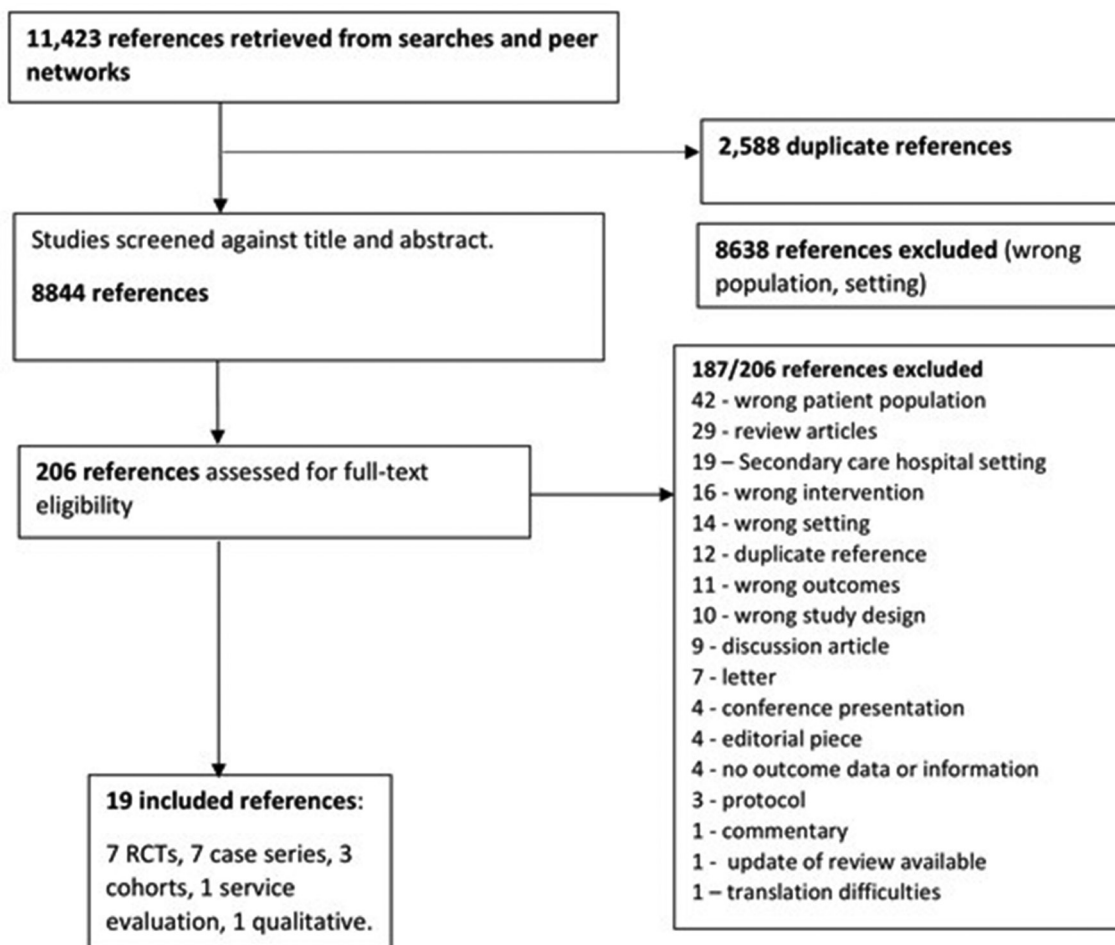 11,423 references retrieved from searches and peer
networks
2,588 duplicate references
Studies screened against title and abstract.
8844 references
8638 references excluded (wrong
population, setting)
206 references assessed for full-text
eligibility
187/206 references excluded
42 - wrong patient population
29 - review articles
19 – Secondary care hospital setting
16 - wrong intervention
14 - wrong setting
12 - duplicate reference
11 - wrong outcomes
10 - wrong study design
9 - discussion article
7 - letter
4 - conference presentation
4 - editorial piece
4 - no outcome data or information
3 - protocol
1 - commentary
1 - update of review available
1 – translation difficulties
19 included references:
7 RCTs, 7 case series, 3
cohorts, 1 service
evaluation, 1 qualitative.